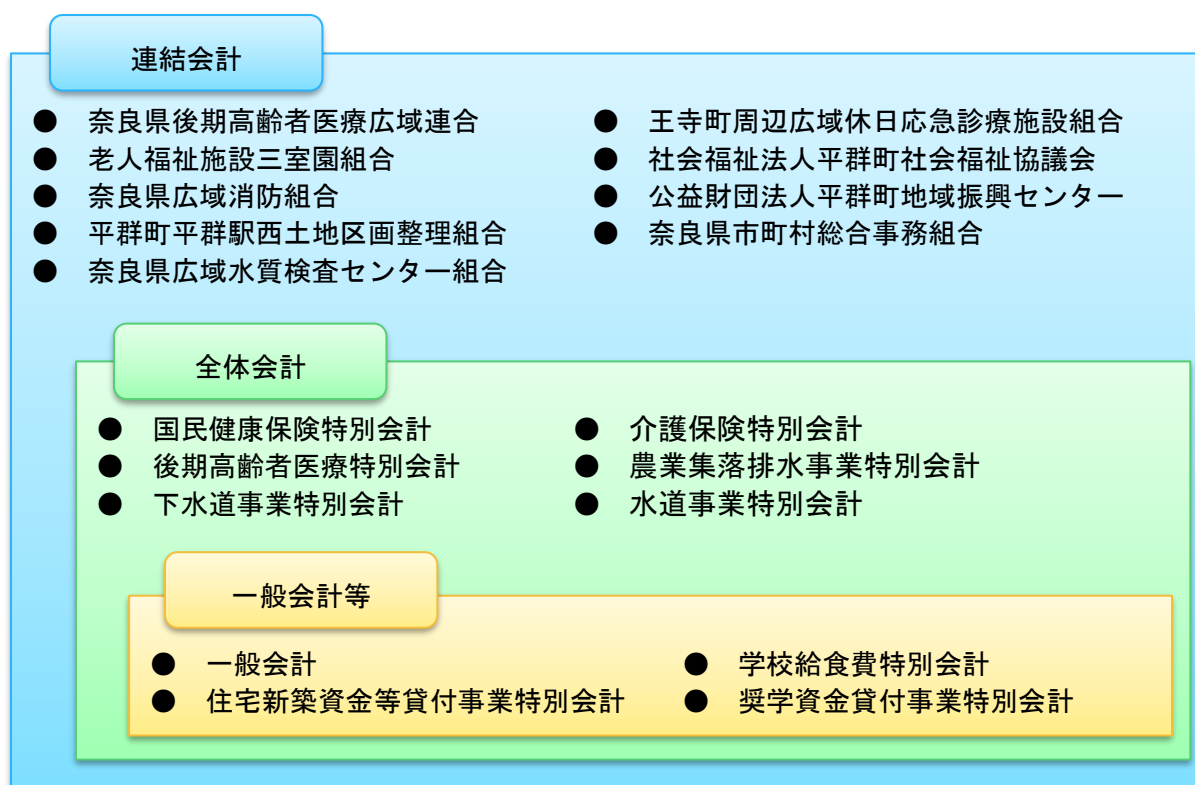 連結会計
● 奈良県後期高齢者医療広域連合
● 老人福祉施設三室園組合
● 奈良県広域消防組合
● 平群町平群駅西土地区画整理組合
● 奈良県広域水質検査センター組合
● 王寺町周辺広域休日応急診療施設組合
● 社会福祉法人平群町社会福祉協議会
● 公益財団法人平群町地域振興センター
● 奈良県市町村総合事務組合
全体会計
● 国民健康保険特別会計
● 後期高齢者医療特別会計
● 下水道事業特別会計
● 介護保険特別会計
● 農業集落排水事業特別会計
● 水道事業特別会計
一般会計等
● 一般会計
● 住宅新築資金等貸付事業特別会計
● 学校給食費特別会計
● 奨学資金貸付事業特別会計